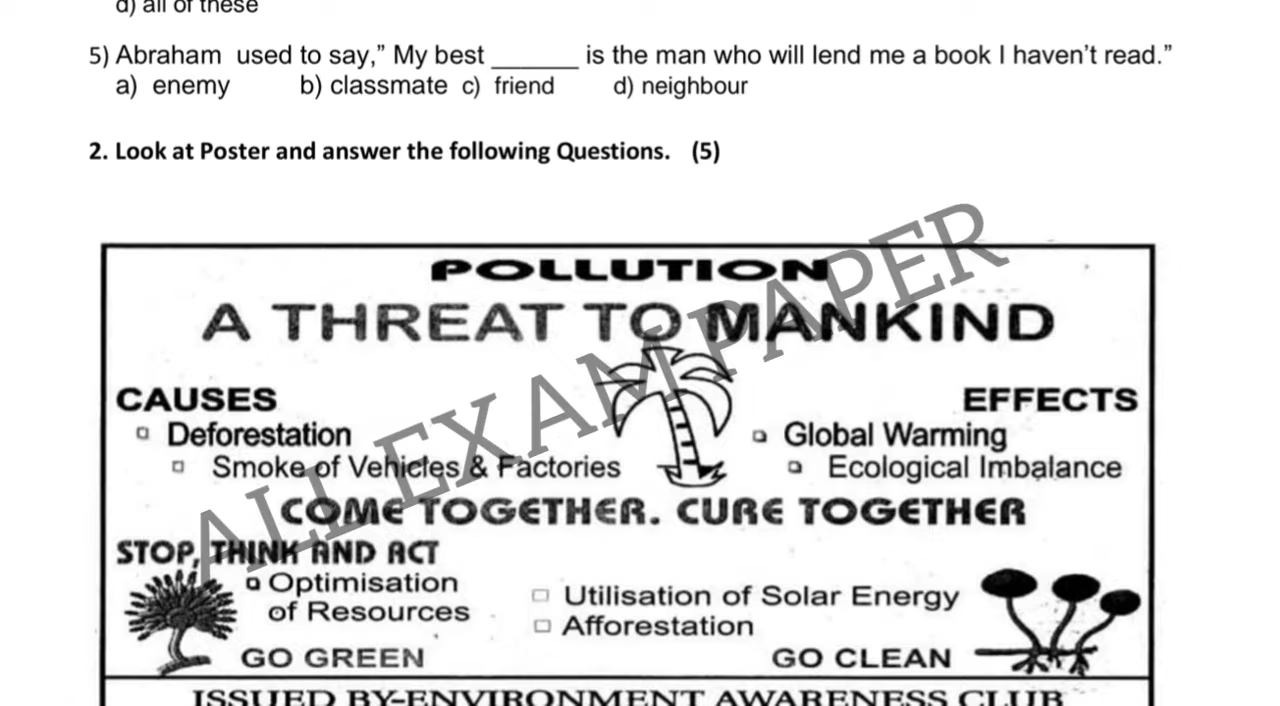 d) all of these
5) Abraham used to say,” My best ______ is the man who will lend me a book I haven’t read.”
a) enemy b) classmate c) friend d) neighbour
2. Look at Poster and answer the following Questions. (5)
POLLUTION
A THREAT TO MANKIND
CAUSES EFFECTS
Deforestation Global Warming
Smoke of Vehicles & Factories Ecological Imbalance
COME TOGETHER. CURE TOGETHER
STOP, THINK AND ACT
Optimisation
of Resources
Utilisation of Solar Energy
Afforestation
GO GREEN GO CLEAN
ISSUED BY-ENVIRONMENT AWARENESS CLUB
ALL EXAM PAPER